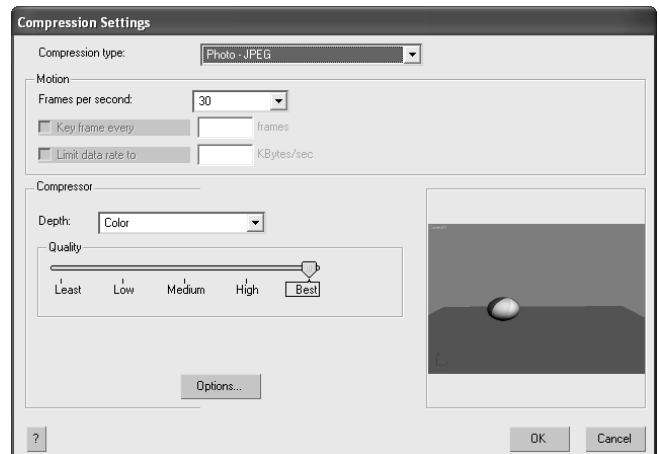 Compression Settings
Compression type: Photo - JPEG
Motion
Frames per second: 30
Key frame every frames
Limit data rate to KBytes/sec
Compressor
Depth: Color
Quality
Least Low Medium High Best
Options...
? OK Cancel